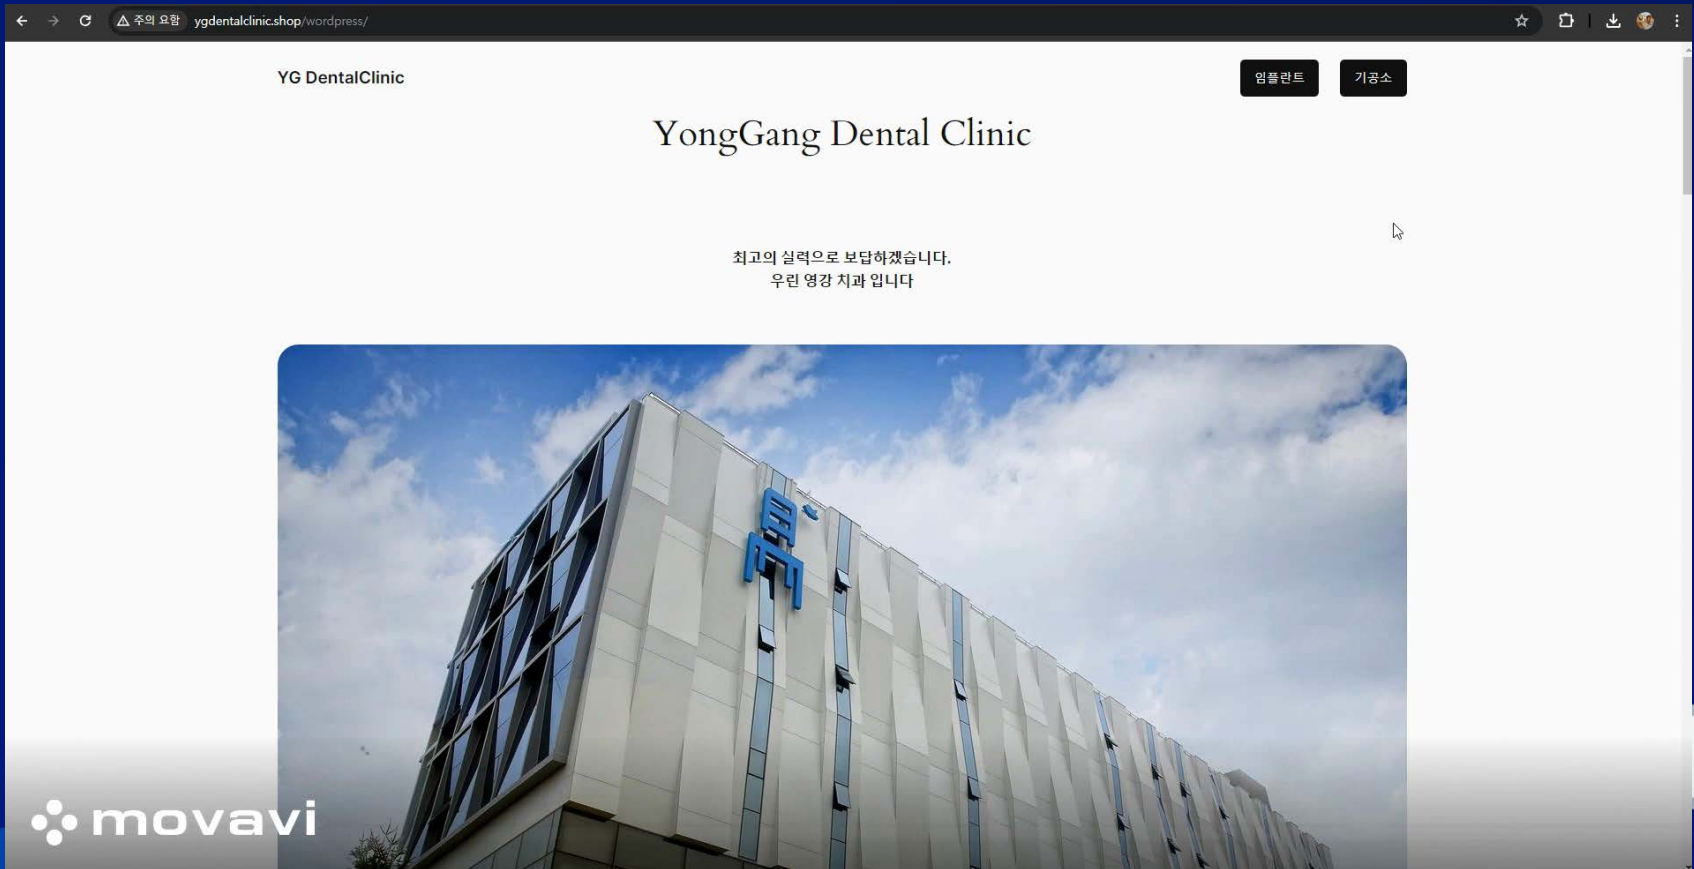 주의 요함 ygdentalclinic.shop/wordpress/
YG DentalClinic
임플란트 기공소
YongGang Dental Clinic
최고의 실력으로 보답하겠습니다.
우린 영강 치과 입니다
movavi